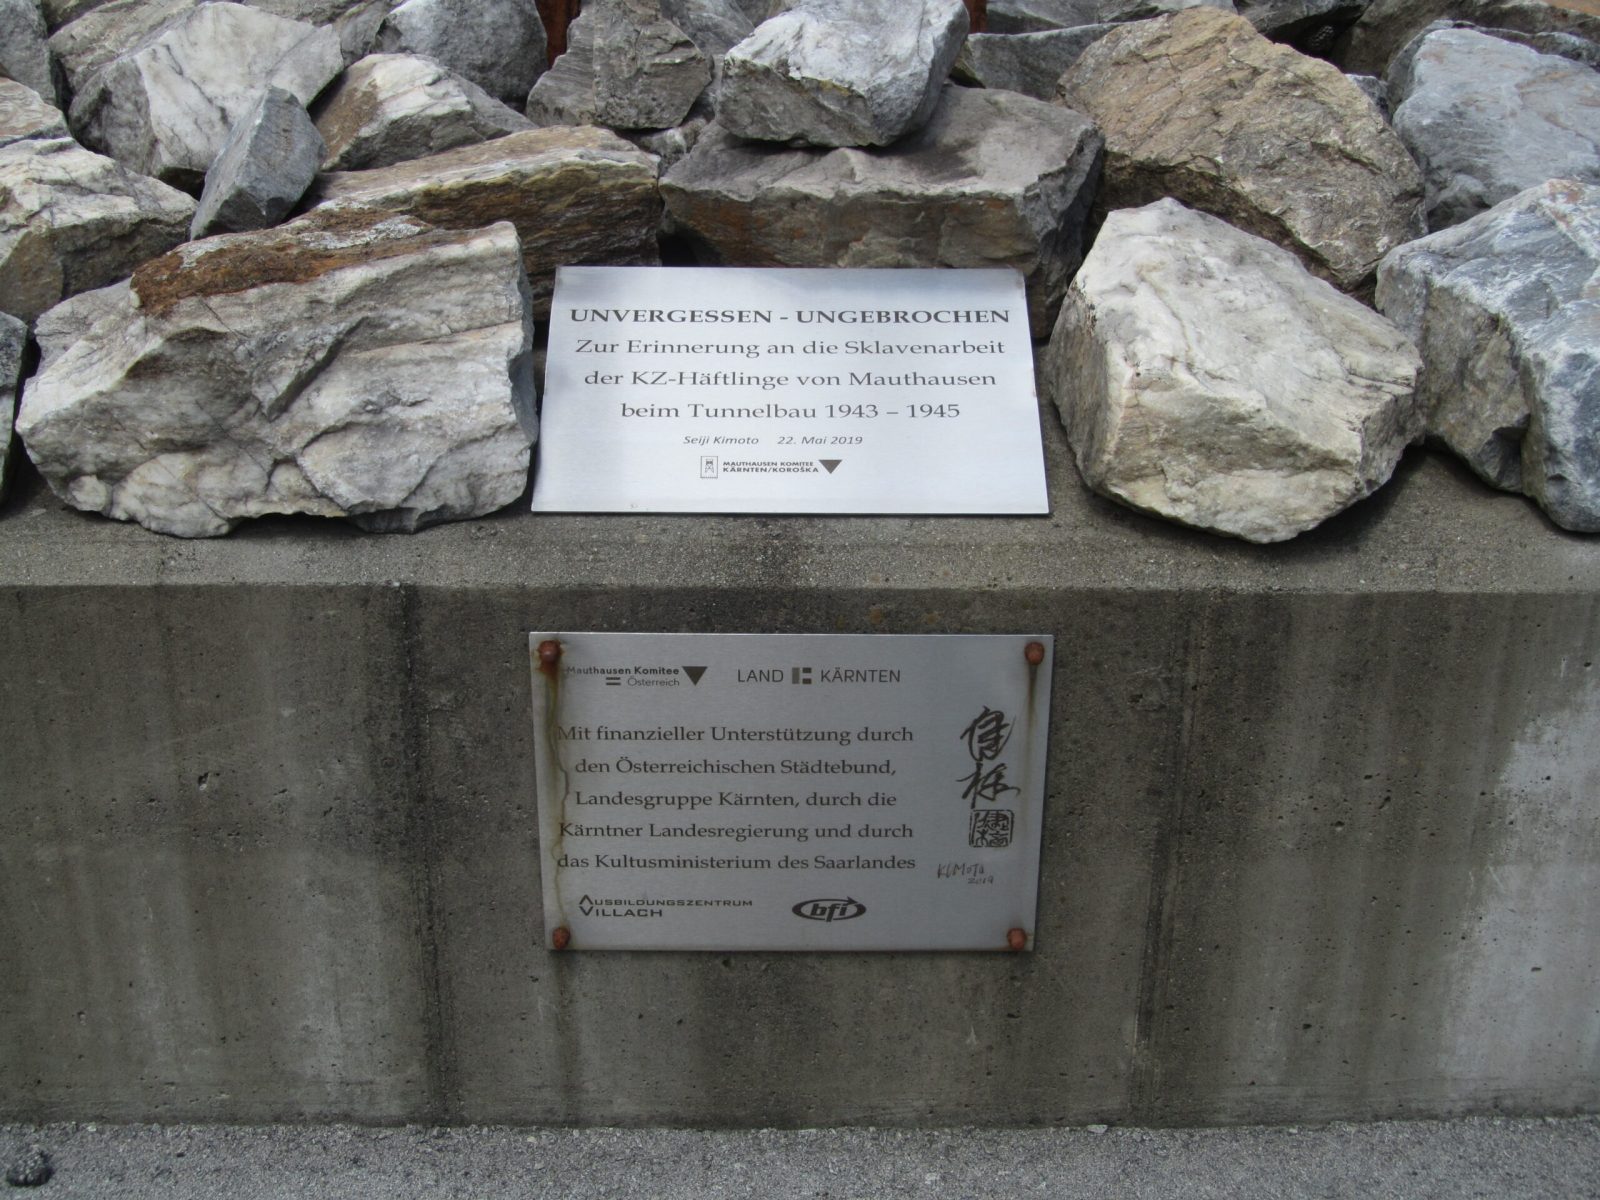 UNVERGESSEN - UNGEBROCHEN
Zur Erinnerung an die Sklavenarbeit
der KZ-Häftlinge von Mauthausen
beim Tunnelbau 1943 – 1945
Seiji Kimoto 22. Mai 2019
MAUTHAUSEN KOMITEE
KÄRNTEN/KOROŠKA
Mauthausen Komitee
Österreich
LAND KÄRNTEN
Mit finanzieller Unterstützung durch
den Österreichischen Städtebund,
Landesgruppe Kärnten, durch die
Kärntner Landesregierung und durch
das Kultusministerium des Saarlandes
KIMOTO
2019
AUSBILDUNGSZENTRUM
VILLACH
bfi